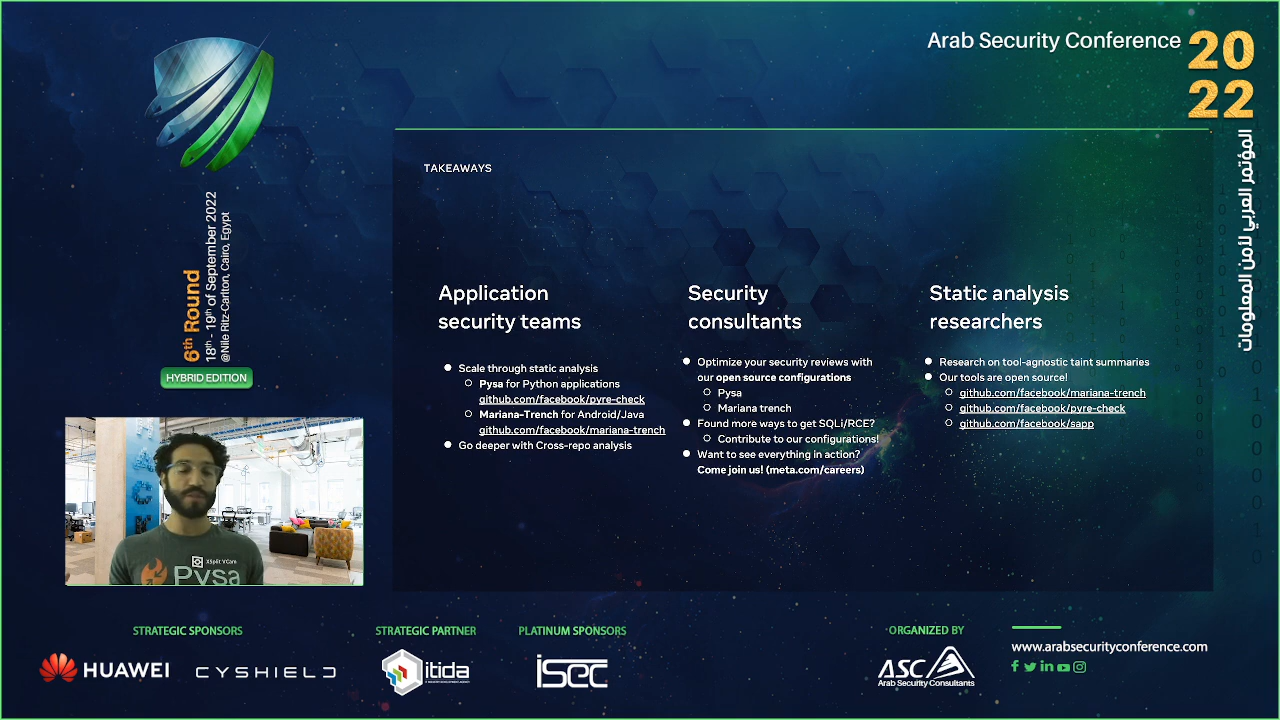 Arab Security Conference
20
22
المؤتمر العربي لأمن المعلومات
6th Round
18th - 19th of September 2022
@Nile Ritz-Carlton, Cairo, Egypt
HYBRID EDITION
TAKEAWAYS
Application
security teams
Scale through static analysis
Pysa for Python applications
github.com/facebook/pyre-check
Mariana-Trench for Android/Java
github.com/facebook/mariana-trench
Go deeper with Cross-repo analysis
Security
consultants
Optimize your security reviews with
our open source configurations
Pysa
Mariana trench
Found more ways to get SQLi/RCE?
Contribute to our configurations!
Want to see everything in action?
Come join us! (meta.com/careers)
Static analysis
researchers
Research on tool-agnostic taint summaries
Our tools are open source!
github.com/facebook/mariana-trench
github.com/facebook/pyre-check
github.com/facebook/sapp
XSplit VCam
Pysa
STRATEGIC SPONSORS
HUAWEI
CYSHIELD
STRATEGIC PARTNER
itida
PLATINUM SPONSORS
isec
ORGANIZED BY
ASC
Arab Security Consultants
www.arabsecurityconference.com